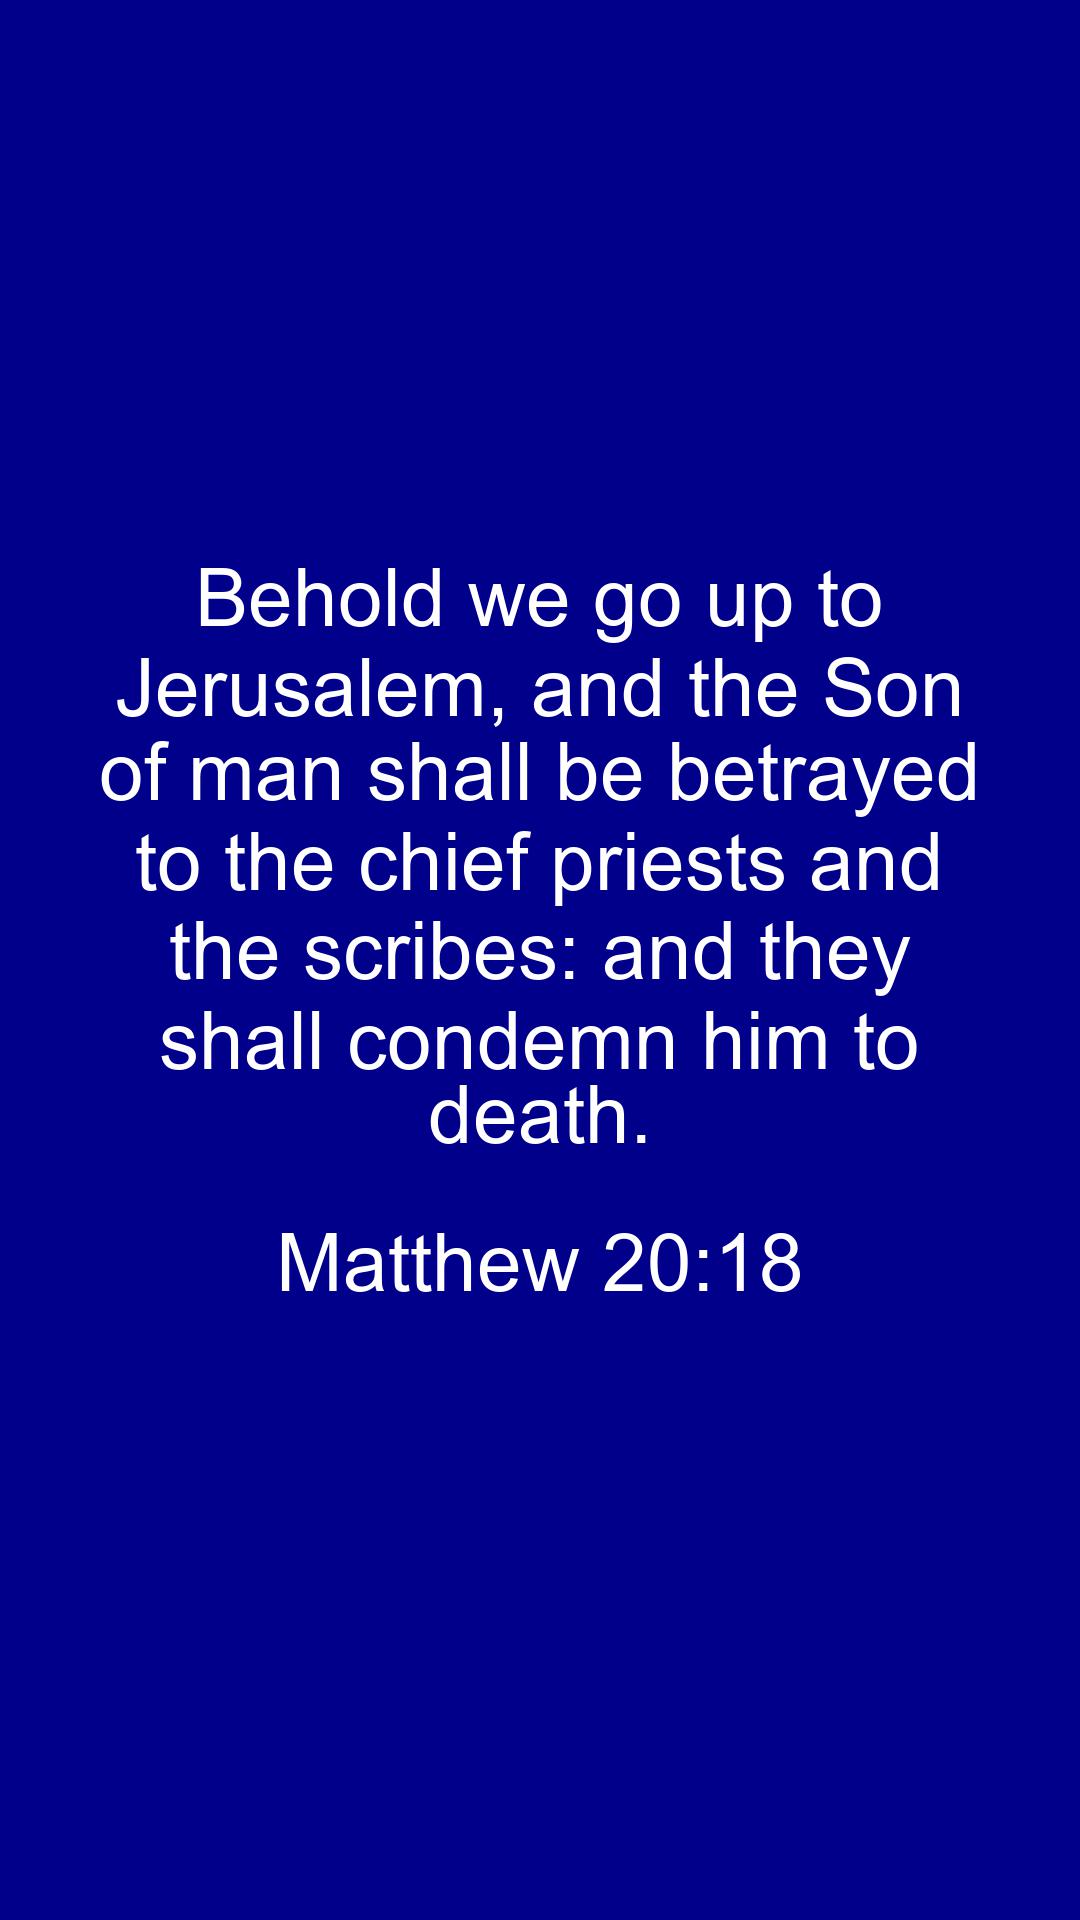 Behold we go up to
Jerusalem, and the Son
of man shall be betrayed
to the chief priests and
the scribes: and they
shall condemn him to
death.
Matthew 20:18